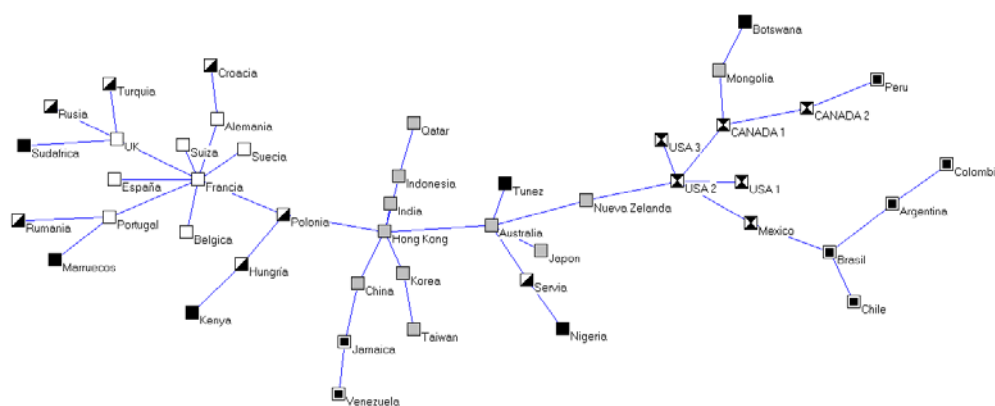 Botswana
Croacia
Mongolia
Turquia
Peru
Rusia
Alemania
CANADA 2
Qatar
CANADA 1
UK
USA 3
Sudafrica
Suiza
Suecia
Colombi
España
Francia
Indonesia
Tunez
USA 2
USA 1
India
Nueva Zelanda
Argentina
Rumania
Portugal
Polonia
Mexico
Belgica
Hong Kong
Australia
Japon
Brasil
Marruecos
Hungría
China
Korea
Servia
Chile
Kenya
Taiwan
Nigeria
Jamaica
Venezuela